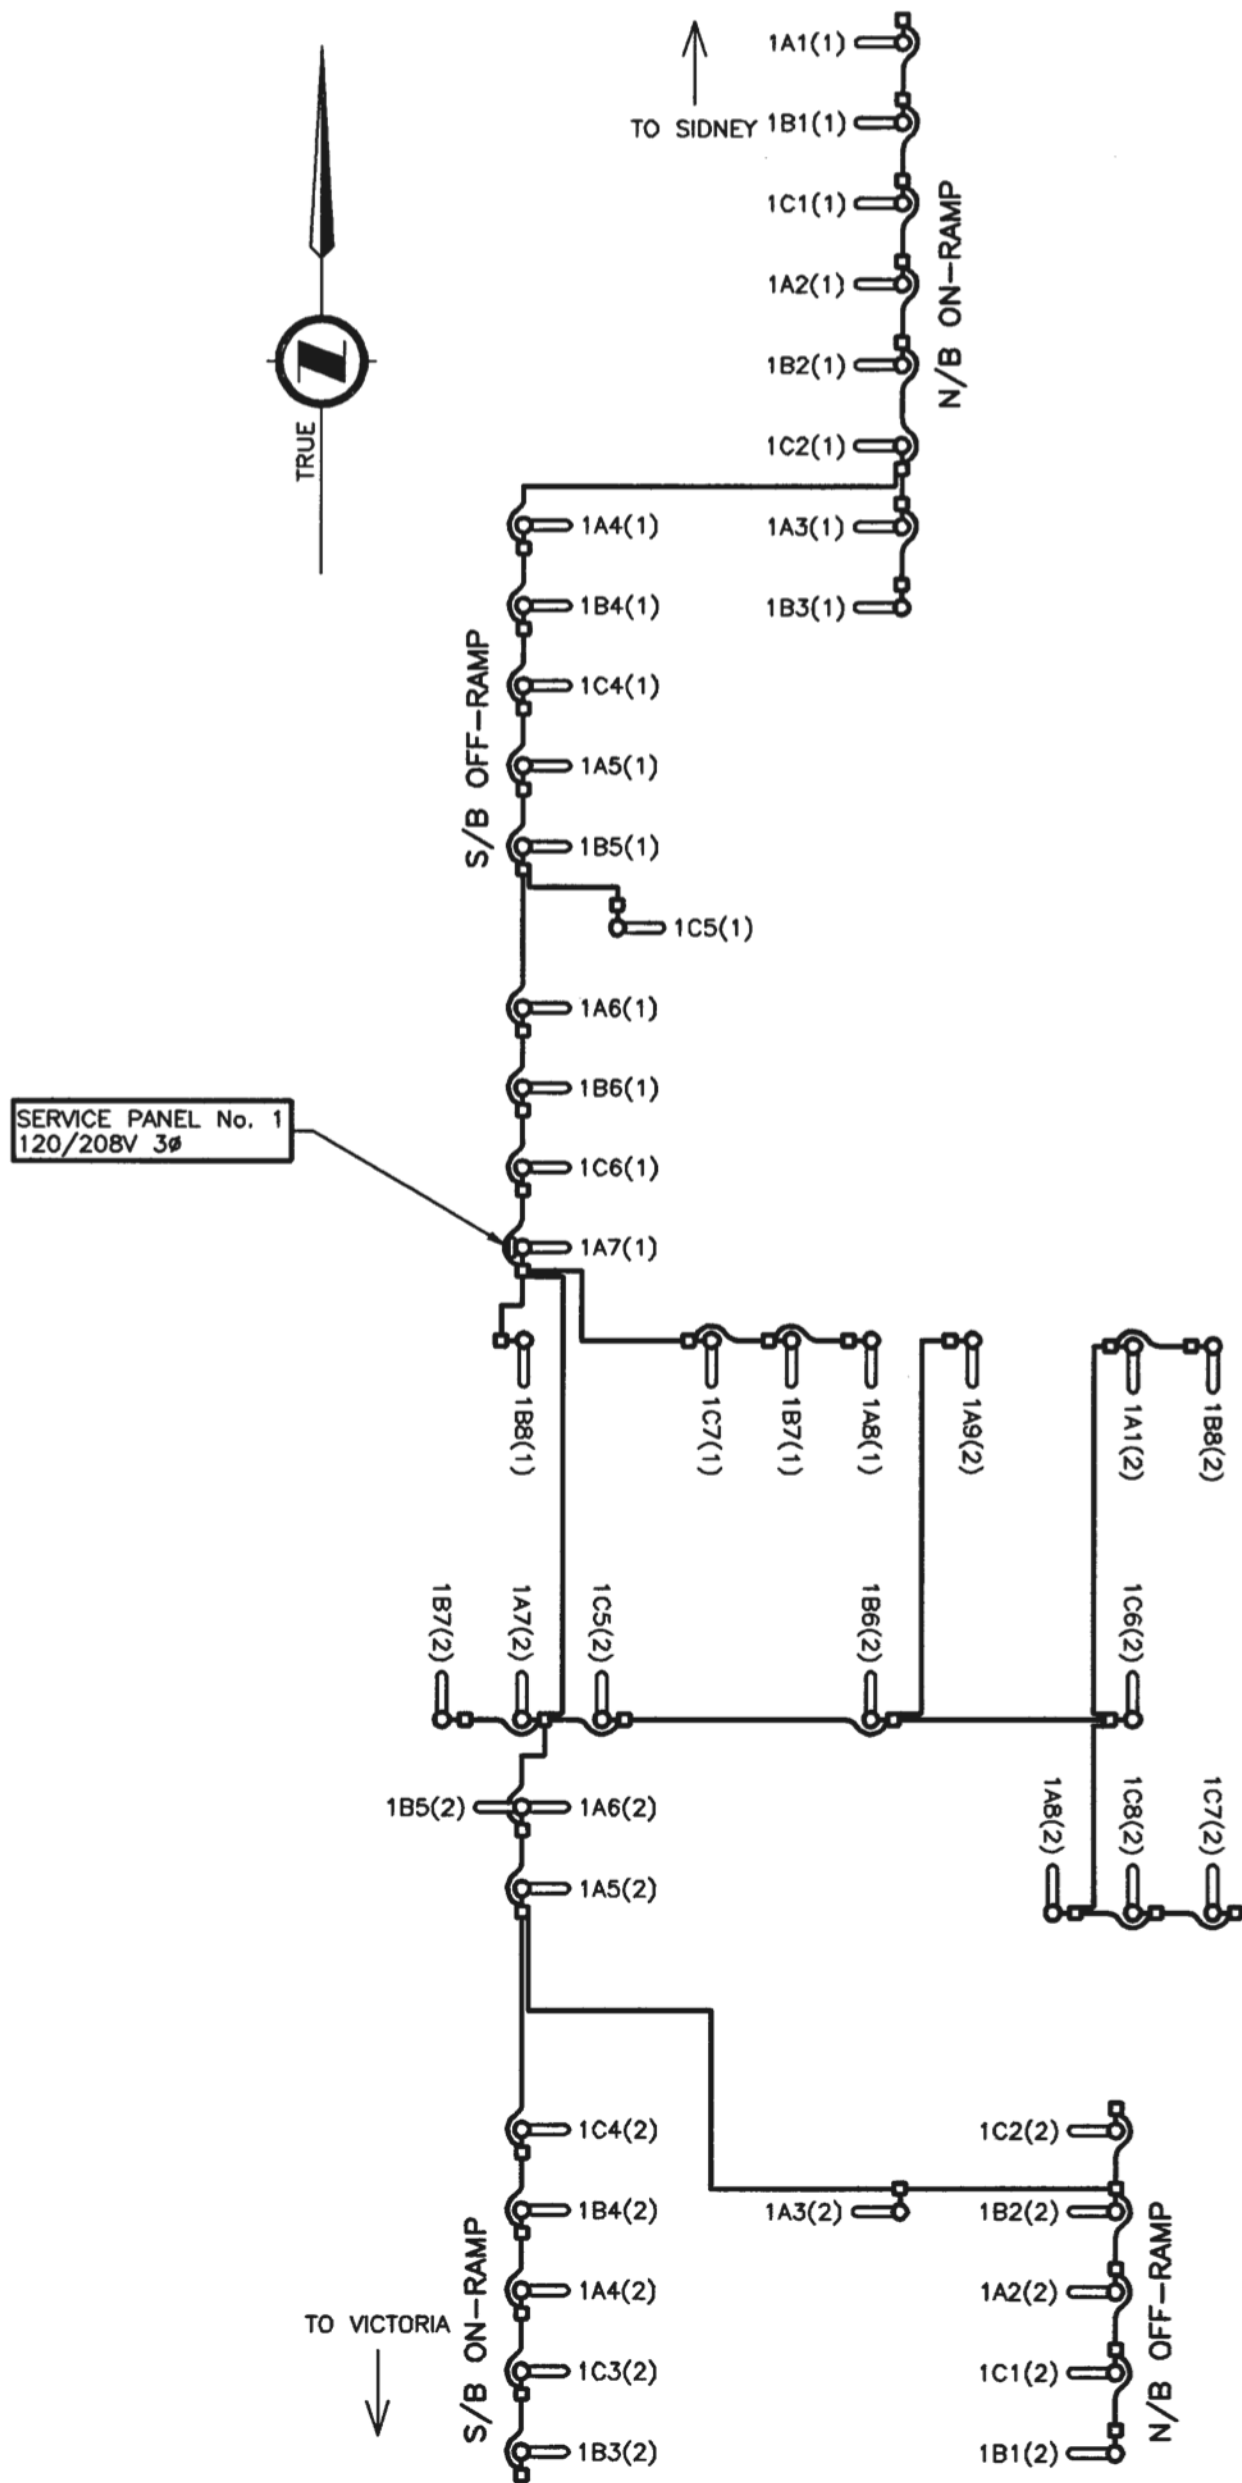 1A1(1)
TO SIDNEY
1B1(1)
1C1(1)
1A2(1)
N/B ON-RAMP
1B2(1)
TRUE
1C2(1)
1A4(1)
1A3(1)
1B4(1)
1B3(1)
1C4(1)
S/B OFF-RAMP
1A5(1)
1B5(1)
1C5(1)
1A6(1)
1B6(1)
SERVICE PANEL No. 1
120/208V 3ø
1C6(1)
1A7(1)
1B8(1)
1C7(1)
1B7(1)
1A8(1)
1A9(2)
1A1(2)
1B8(2)
1B7(2)
1A7(2)
1C5(2)
1B6(2)
1C6(2)
1B5(2)
1A6(2)
1A8(2)
1C8(2)
1C7(2)
1A5(2)
1C4(2)
1C2(2)
1B4(2)
1A3(2)
1B2(2)
1A4(2)
1A2(2)
TO VICTORIA
S/B ON-RAMP
N/B OFF-RAMP
1C3(2)
1C1(2)
1B3(2)
1B1(2)